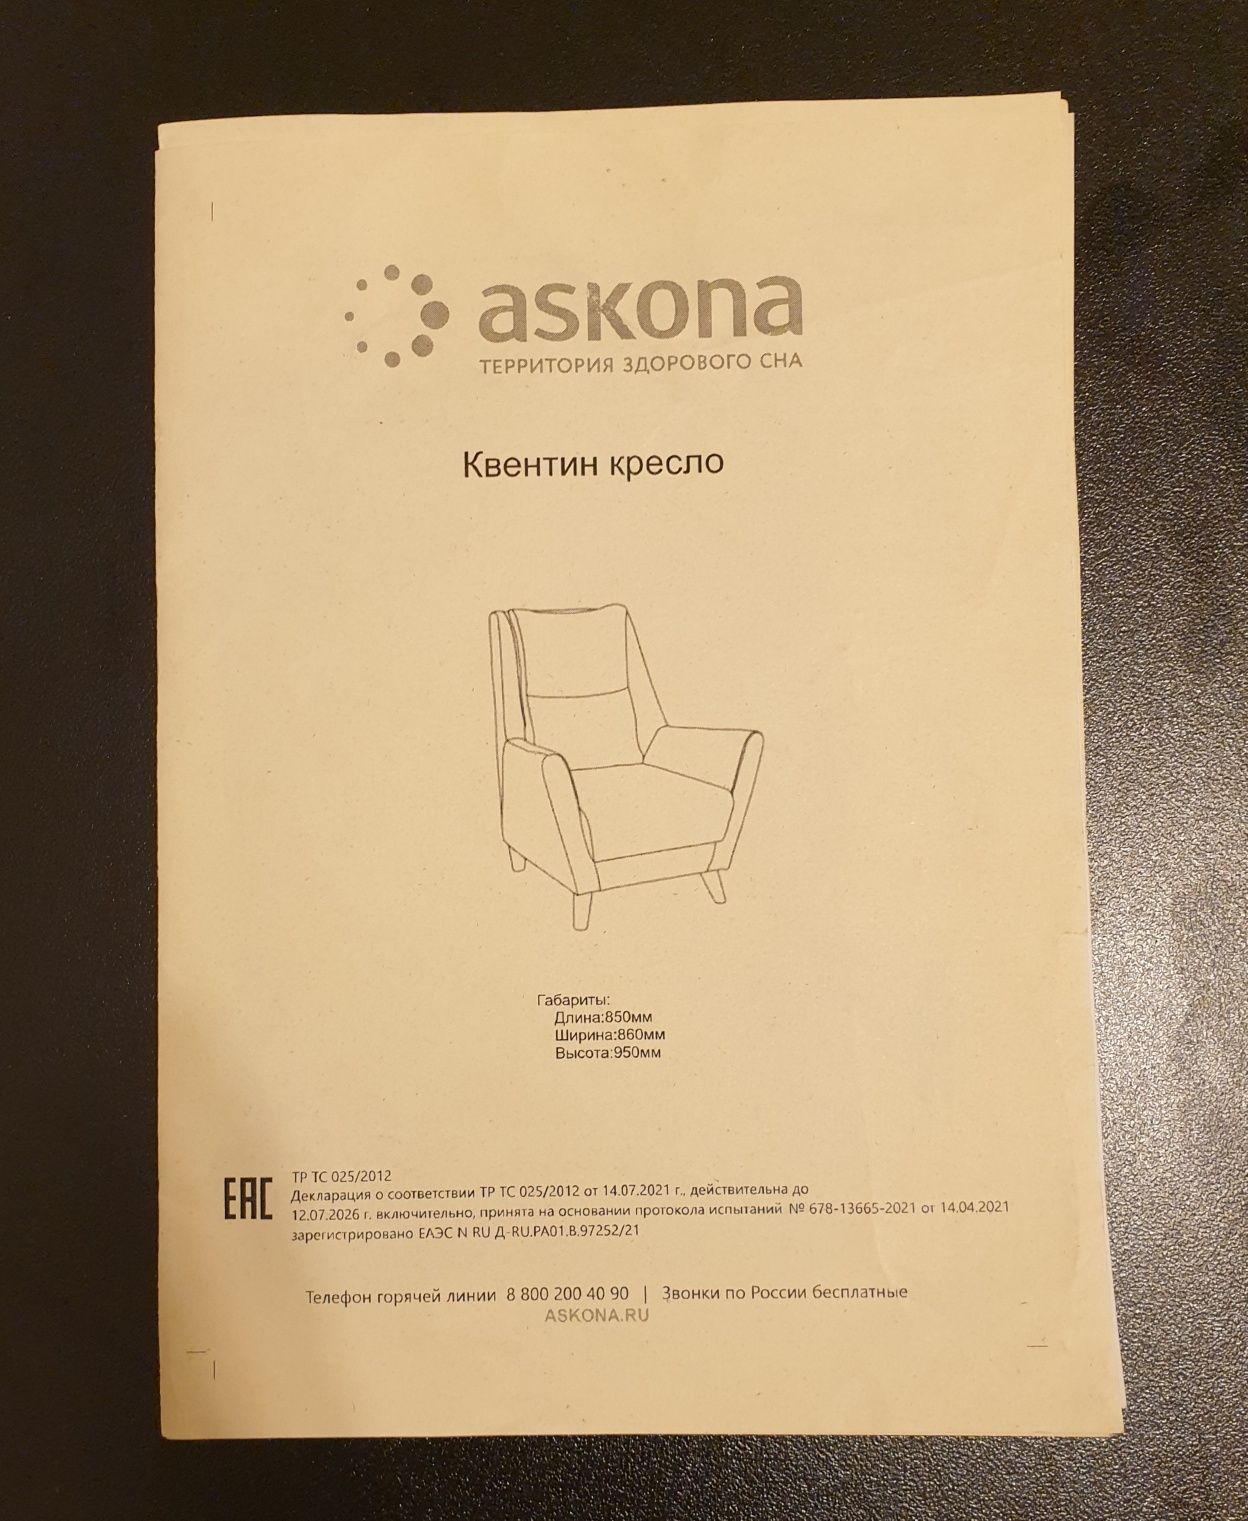 askona
ТЕРРИТОРИЯ ЗДОРОВОГО СНА
Квентин кресло
Габариты:
Длина:850мм
Ширина:860мм
Высота:950мм
EAC
ТР ТС 025/2012
Декларация о соответствии ТР ТС 025/2012 от 14.07.2021 г., действительна до
12.07.2026 г. включительно, принята на основании протокола испытаний № 678-13665-2021 от 14.04.2021
зарегистрировано ЕАЭС N RU Д-RU.РА01.В.97252/21
Телефон горячей линии 8 800 200 40 90 | Звонки по России бесплатные
ASKONA.RU